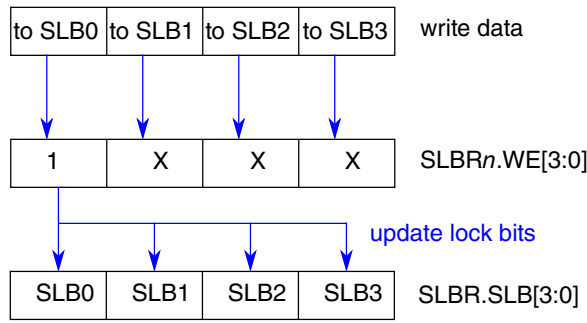 to SLB0 to SLB1 to SLB2 to SLB3 write data
1 X X X SLBRn.WE[3:0]
update lock bits
SLB0 SLB1 SLB2 SLB3 SLBR.SLB[3:0]